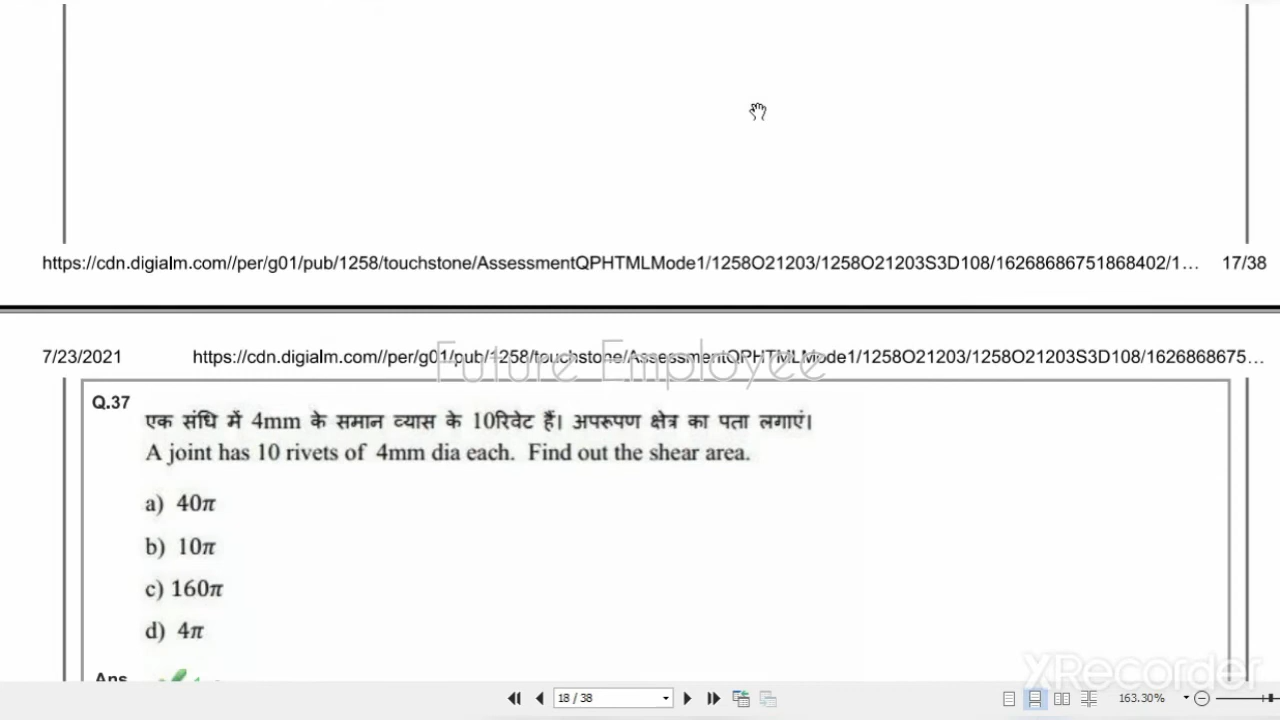 https://cdn.digialm.com//per/g01/pub/1258/touchstone/AssessmentQPHTMLMode1/1258O21203/1258O21203S3D108/16268686751868402/1... 17/38
7/23/2021 https://cdn.digialm.com//per/g01/pub/1258/touchstone/AssessmentQPHTMLMode1/1258O21203/1258O21203S3D108/1626868675...
Future Employee
Q.37
एक संधि में 4mm के समान व्यास के 10रिवेट हैं। अपरूपण क्षेत्र का पता लगाएं।
A joint has 10 rivets of 4mm dia each. Find out the shear area.
a) 40π
b) 10π
c) 160π
d) 4π
Ans
XRecorder
18 / 38
163.30%